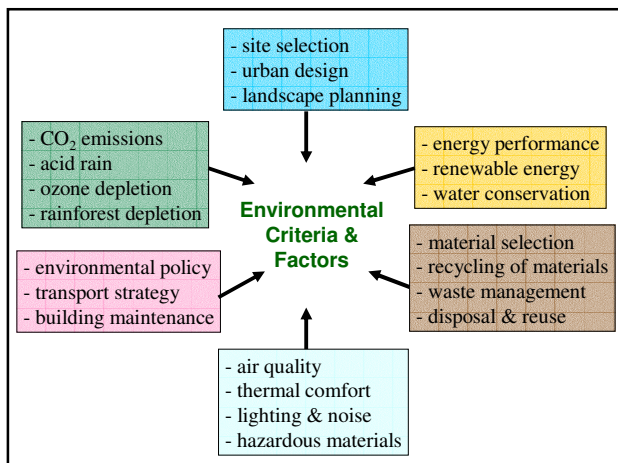 - site selection
- urban design
- landscape planning
- CO₂ emissions
- acid rain
- ozone depletion
- rainforest depletion
- energy performance
- renewable energy
- water conservation
Environmental
Criteria &
Factors
- environmental policy
- transport strategy
- building maintenance
- material selection
- recycling of materials
- waste management
- disposal & reuse
- air quality
- thermal comfort
- lighting & noise
- hazardous materials